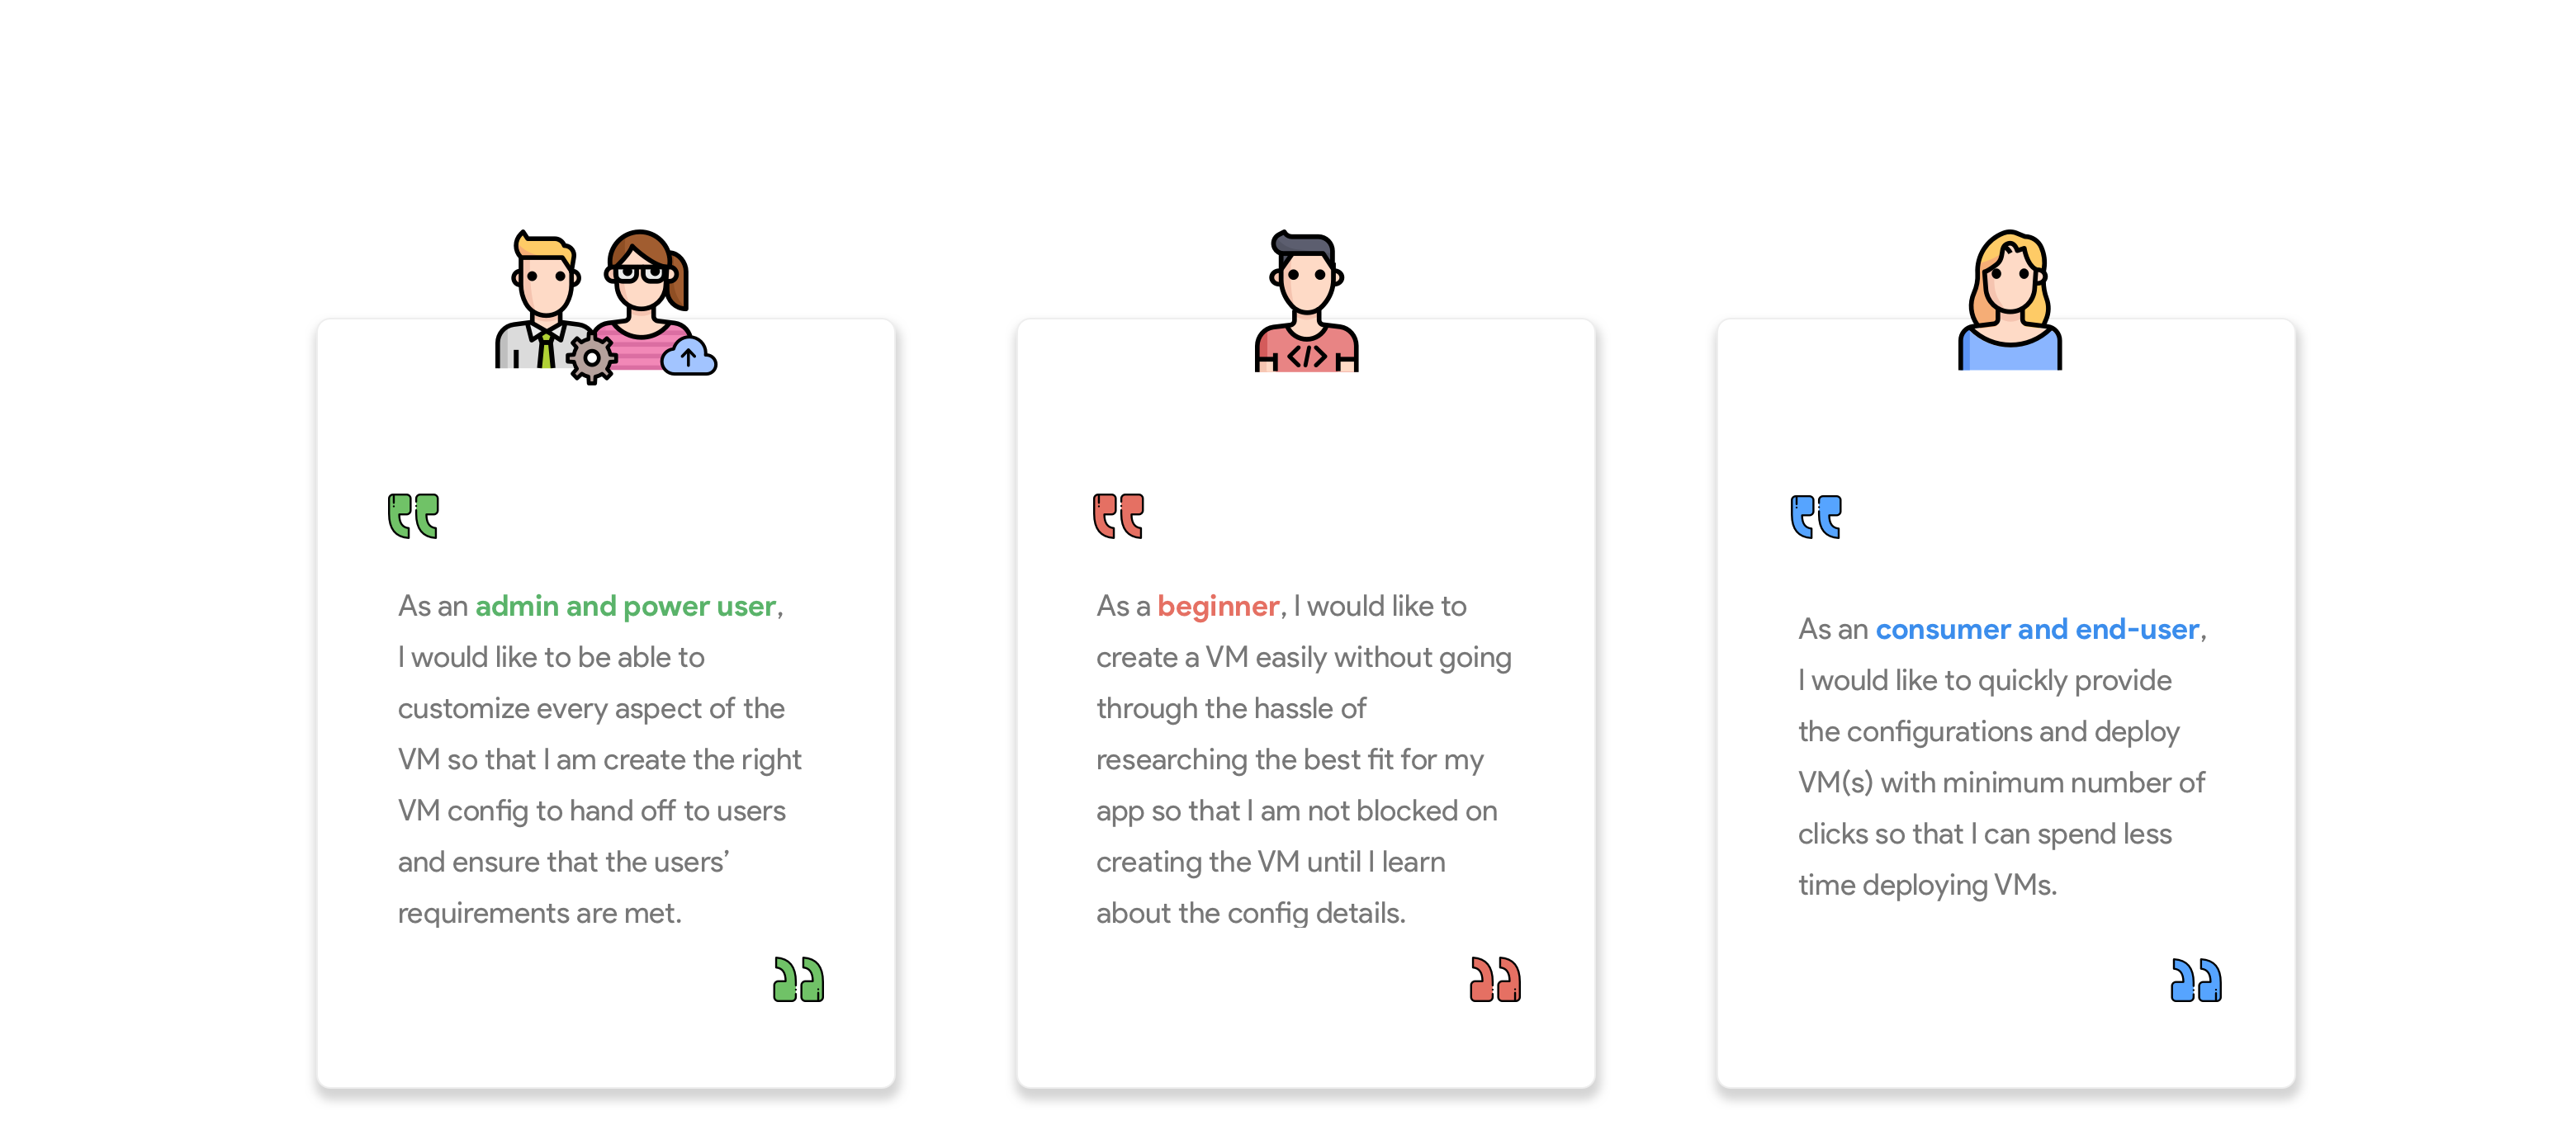 As an admin and power user,
I would like to be able to
customize every aspect of the
VM so that I am create the right
VM config to hand off to users
and ensure that the users’
requirements are met.
As a beginner, I would like to
create a VM easily without going
through the hassle of
researching the best fit for my
app so that I am not blocked on
creating the VM until I learn
about the config details.
As an consumer and end-user,
I would like to quickly provide
the configurations and deploy
VM(s) with minimum number of
clicks so that I can spend less
time deploying VMs.